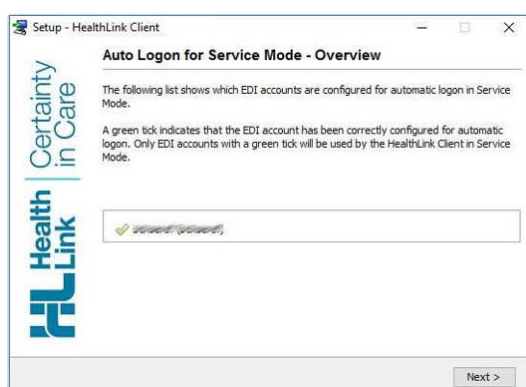 Setup - HealthLink Client
Auto Logon for Service Mode - Overview
The following list shows which EDI accounts are configured for automatic logon in Service
Mode.
A green tick indicates that the EDI account has been correctly configured for automatic
logon. Only EDI accounts with a green tick will be used by the HealthLink Client in Service
Mode.
Certainty
in Care
HL Health
Link
Next >